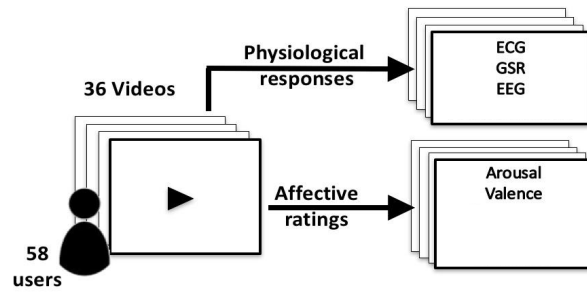 Physiological
responses
ECG
GSR
EEG
36 Videos
Affective
ratings
Arousal
Valence
58
users